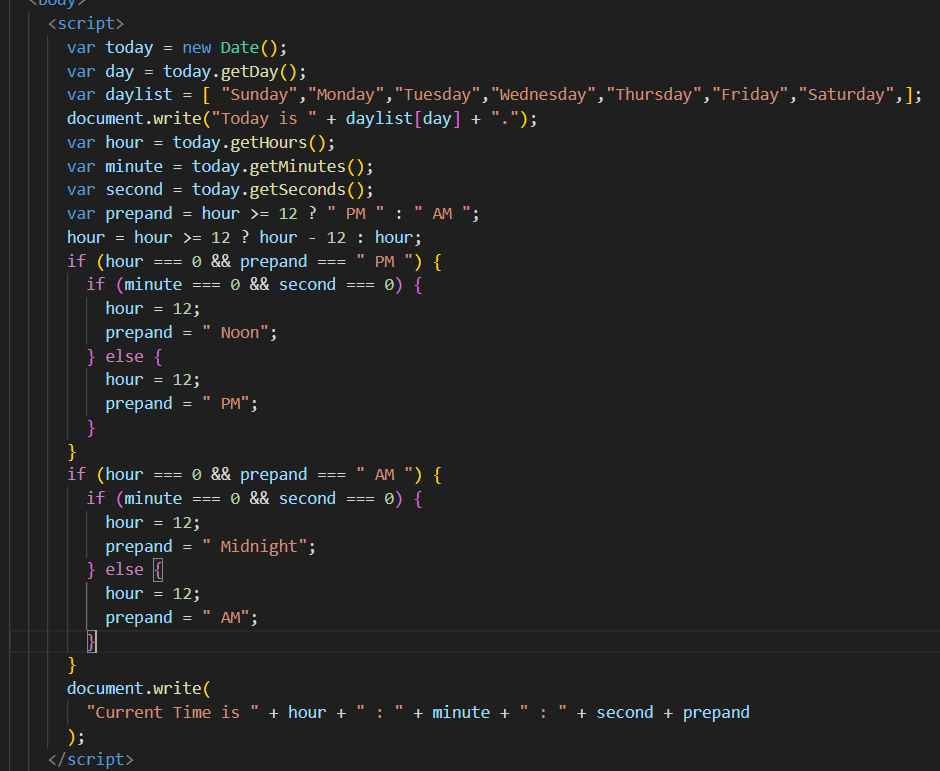 <body>
<script>
var today = new Date();
var day = today.getDay();
var daylist = [ "Sunday","Monday","Tuesday","Wednesday","Thursday","Friday","Saturday",];
document.write("Today is " + daylist[day] + ".");
var hour = today.getHours();
var minute = today.getMinutes();
var second = today.getSeconds();
var prepand = hour >= 12 ? " PM " : " AM ";
hour = hour >= 12 ? hour - 12 : hour;
if (hour === 0 && prepand === " PM ") {
if (minute === 0 && second === 0) {
hour = 12;
prepand = " Noon";
} else {
hour = 12;
prepand = " PM";
}
}
if (hour === 0 && prepand === " AM ") {
if (minute === 0 && second === 0) {
hour = 12;
prepand = " Midnight";
} else {
hour = 12;
prepand = " AM";
}
}
document.write(
"Current Time is " + hour + " : " + minute + " : " + second + prepand
);
</script>